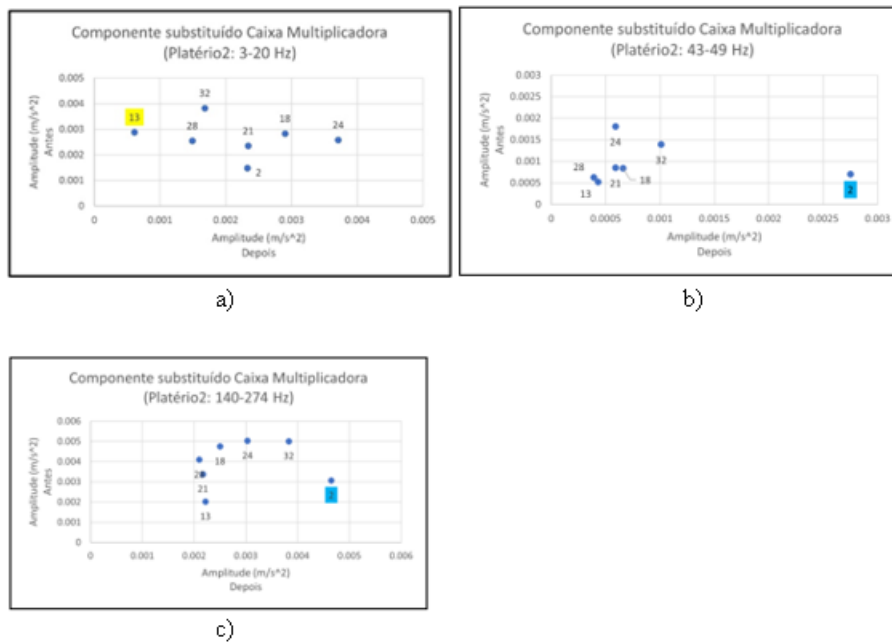 Componente substituído Caixa Multiplicadora
(Platério2: 3-20 Hz)
Amplitude (m/s^2)
Antes
0.005
0.004
0.003
0.002
0.001
0
13
32
28
21
18
24
2
0
0.001
0.002
0.003
0.004
0.005
Amplitude (m/s^2)
Depois
a)
Componente substituído Caixa Multiplicadora
(Platério2: 43-49 Hz)
Amplitude (m/s^2)
Antes
0.003
0.0025
0.002
0.0015
0.001
0.0005
0
24
32
28
13
21
18
2
0
0.0005
0.001
0.0015
0.002
0.0025
0.003
Amplitude (m/s^2)
Depois
b)
Componente substituído Caixa Multiplicadora
(Platério2: 140-274 Hz)
Amplitude (m/s^2)
Antes
0.006
0.005
0.004
0.003
0.002
0.001
0
18
24
32
28
21
13
2
0
0.001
0.002
0.003
0.004
0.005
0.006
Amplitude (m/s^2)
Depois
c)